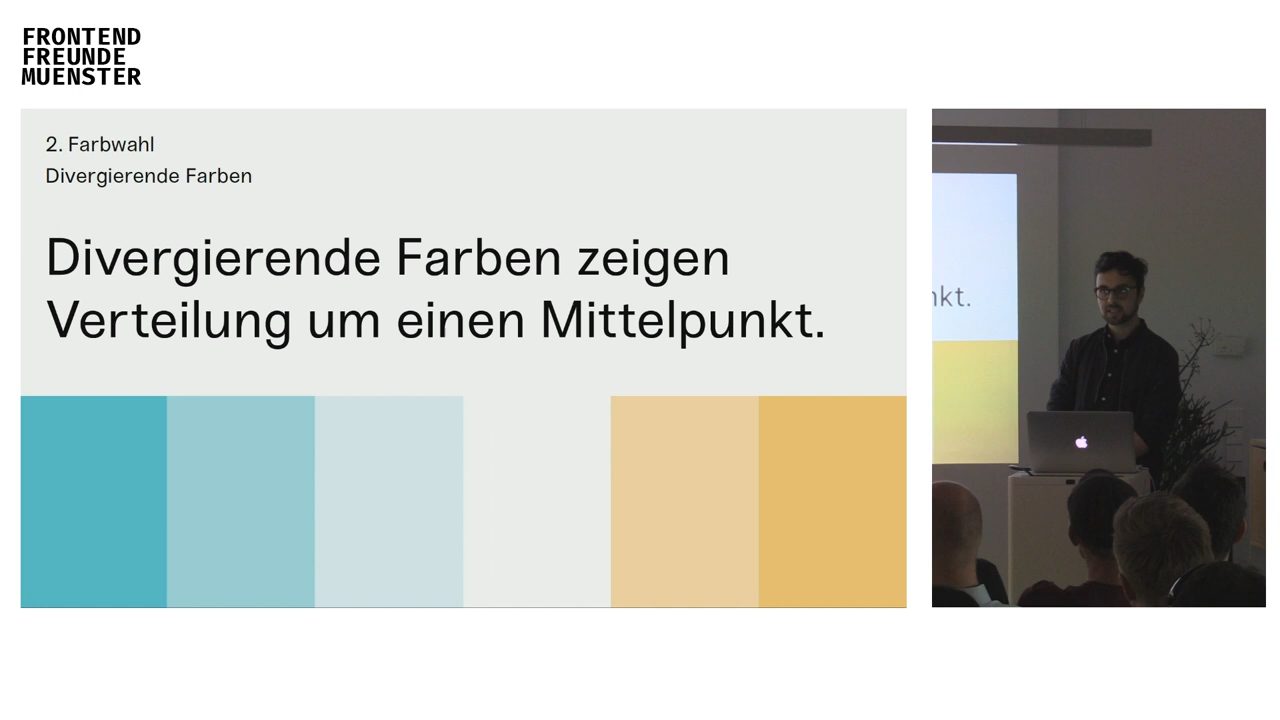 FRONTEND
FREUNDE
MUENSTER
2. Farbwahl
Divergierende Farben
Divergierende Farben zeigen
Verteilung um einen Mittelpunkt.
nkt.